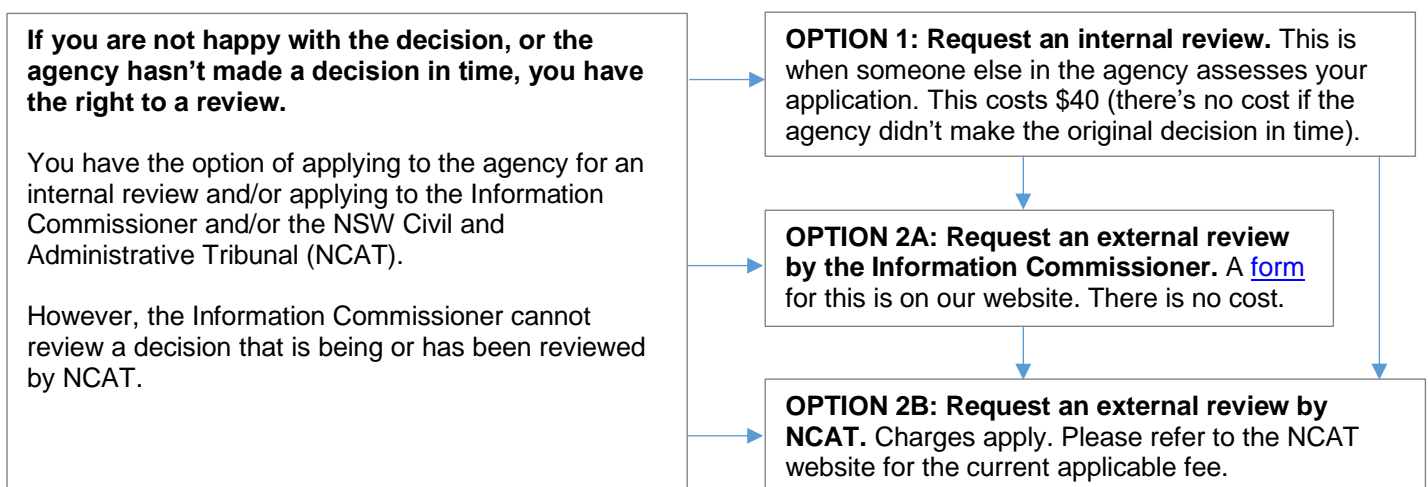 If you are not happy with the decision, or the
agency hasn't made a decision in time, you have
the right to a review.
You have the option of applying to the agency for an
internal review and/or applying to the Information
Commissioner and/or the NSW Civil and
Administrative Tribunal (NCAT).
However, the Information Commissioner cannot
review a decision that is being or has been reviewed
by NCAT.
OPTION 1: Request an internal review. This is
when someone else in the agency assesses your
application. This costs $40 (there's no cost if the
agency didn't make the original decision in time).
OPTION 2A: Request an external review
by the Information Commissioner. A form
for this is on our website. There is no cost.
OPTION 2B: Request an external review by
NCAT. Charges apply. Please refer to the NCAT
website for the current applicable fee.